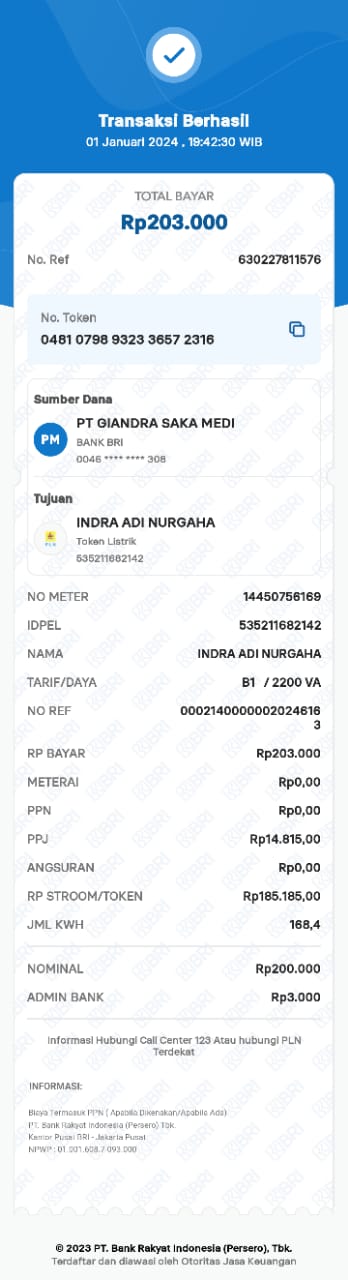 Transaksi Berhasil
01 Januari 2024 , 19:42:30 WIB
TOTAL BAYAR
Rp203.000
No. Ref 630227811576
No. Token
0481 0798 9323 3657 2316
Sumber Dana
PM
PT GIANDRA SAKA MEDI
BANK BRI
0046 **** **** 308
Tujuan
INDRA ADI NURGAHA
Token Listrik
535211682142
NO METER 14450756169
IDPEL 535211682142
NAMA INDRA ADI NURGAHA
TARIF/DAYA B1 / 2200 VA
NO REF 0002140000002024616
3
RP BAYAR Rp203.000
METERAI Rp0,00
PPN Rp0,00
PPJ Rp14.815,00
ANGSURAN Rp0,00
RP STROOM/TOKEN Rp185.185,00
JML KWH 168,4
NOMINAL Rp200.000
ADMIN BANK Rp3.000
Informasi Hubungi Call Center 123 Atau hubungi PLN
Terdekat
INFORMASI:
Biaya Termasuk PPN ( Apabila Dikenakan/Apabila Ada)
PT. Bank Rakyat Indonesia (Persero) Tbk.
Kantor Pusat BRI - Jakarta Pusat
NPWP : 01.001.608.7 093.000
© 2023 PT. Bank Rakyat Indonesia (Persero), Tbk.
Terdaftar dan diawasi oleh Otoritas Jasa Keuangan